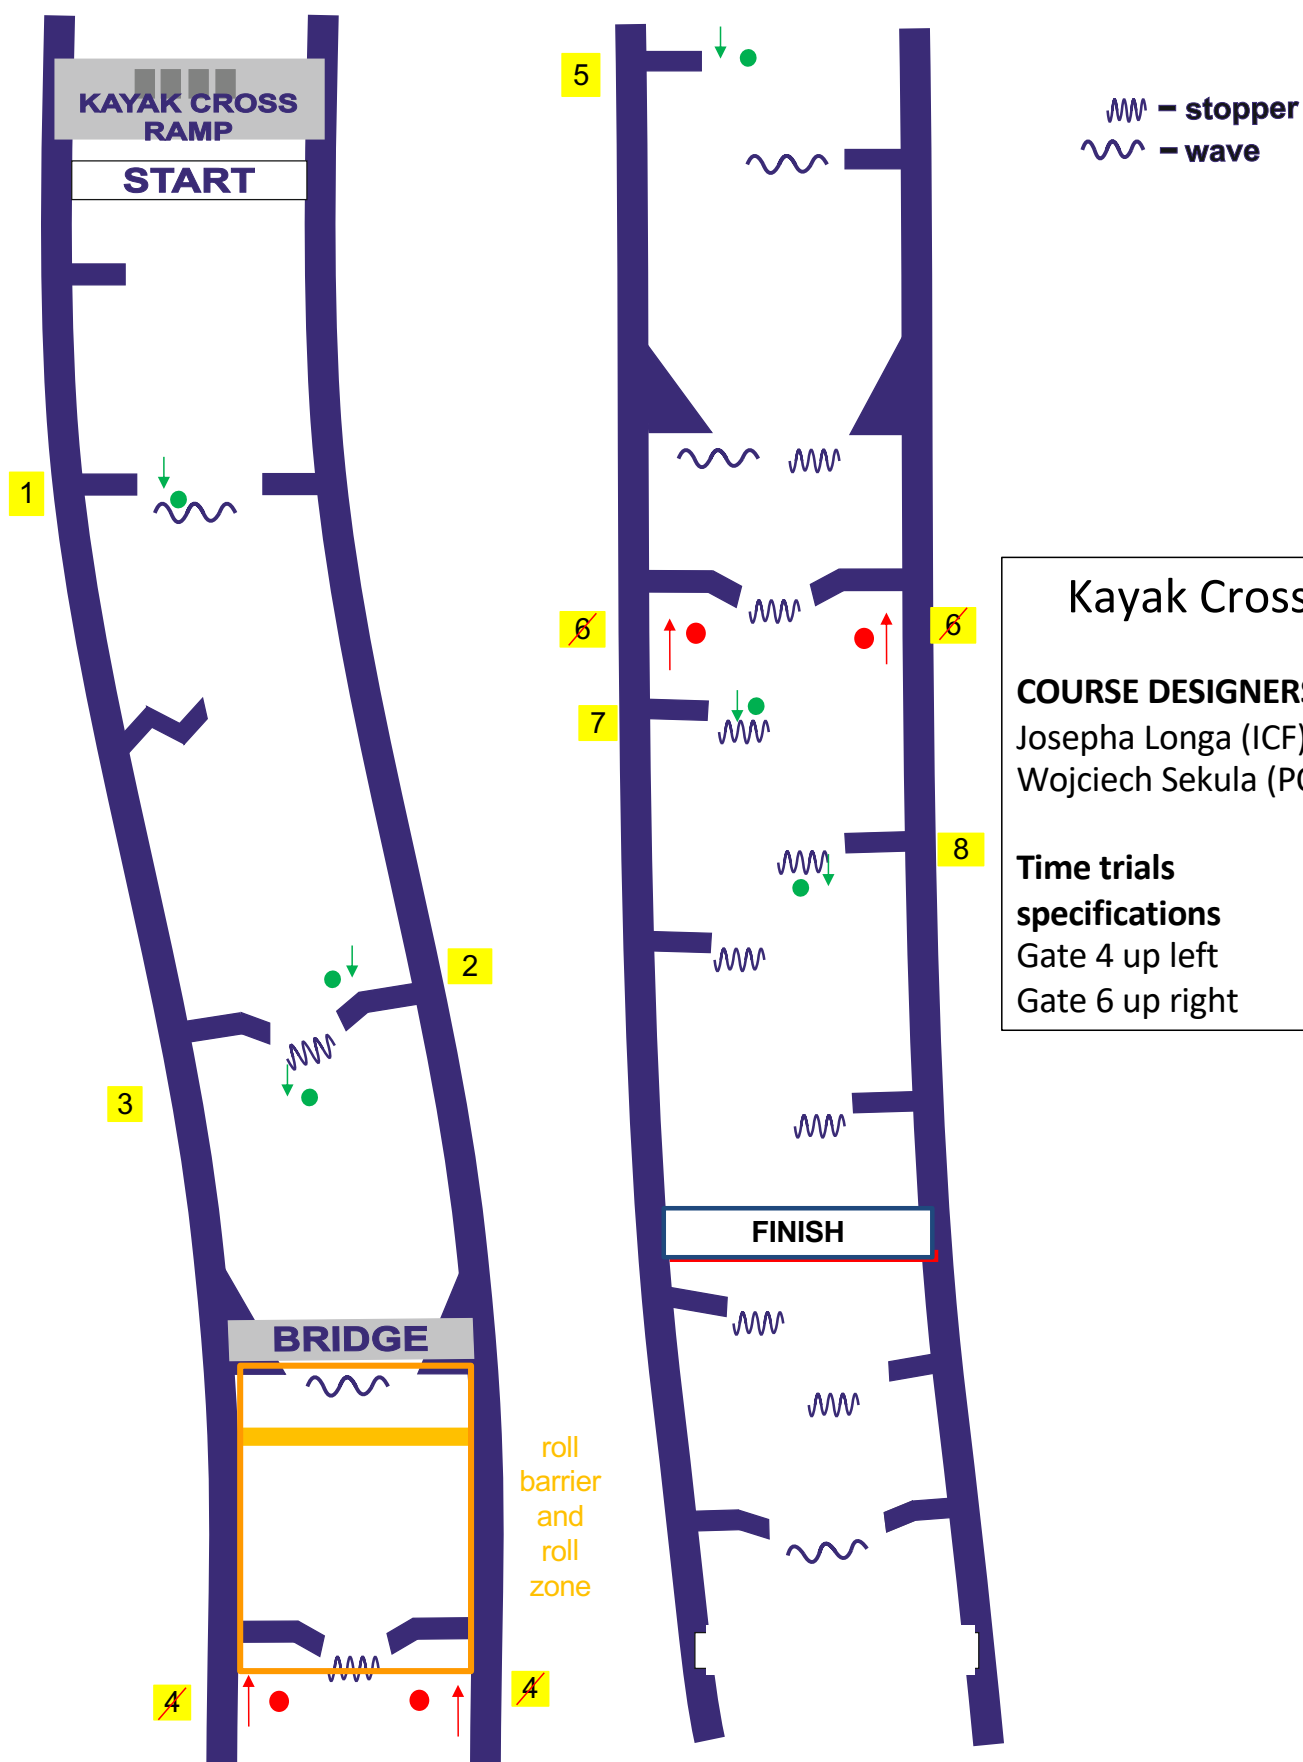 KAYAK CROSS
RAMP
START
1
2
3
BRIDGE
roll
barrier
and
roll
zone
4
4
5
6
6
7
8
FINISH
– stopper
– wave
Kayak Cross
COURSE DESIGNERS
Josepha Longa (ICF)
Wojciech Sekula (PO
Time trials
specifications
Gate 4 up left
Gate 6 up right